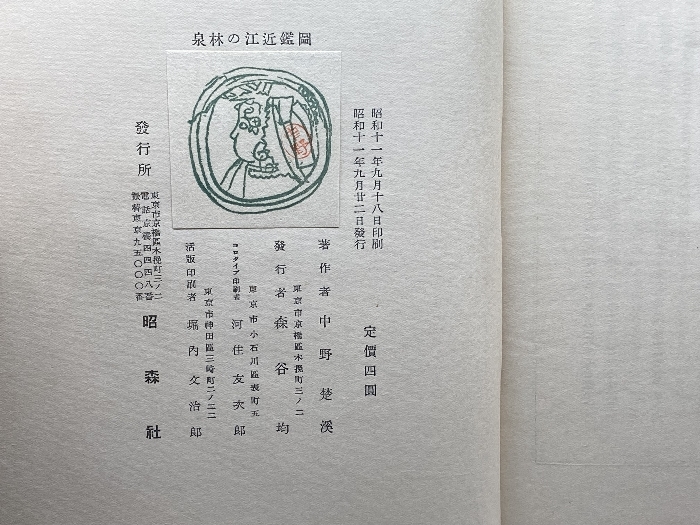 圖鑑近江の林泉
昭和十一年九月十八日印刷
昭和十一年九月廿二日發行
定價四圓
著作者 中野楚溪
東京市京橋區木挽町三ノ二
發行者 森谷均
東京市小石川區表町五
コロタイプ印刷者 河住友次郎
東京市神田區三崎町二ノ二二
活版印刷者 堀内文治郎
發行所
東京市京橋區木挽町三ノ二
電話京橋四四四八番
振替東京九五〇〇〇番
昭森社